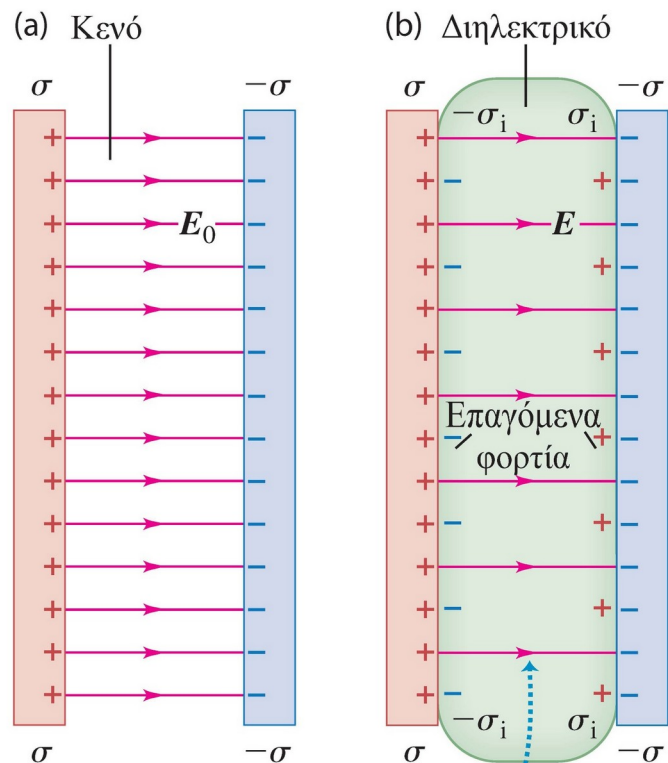 (a) Κενό
σ −σ
E₀
σ −σ
(b) Διηλεκτρικό
σ −σ
−σᵢ σᵢ
E
Επαγόμενα
φορτία
−σᵢ σᵢ
σ −σ